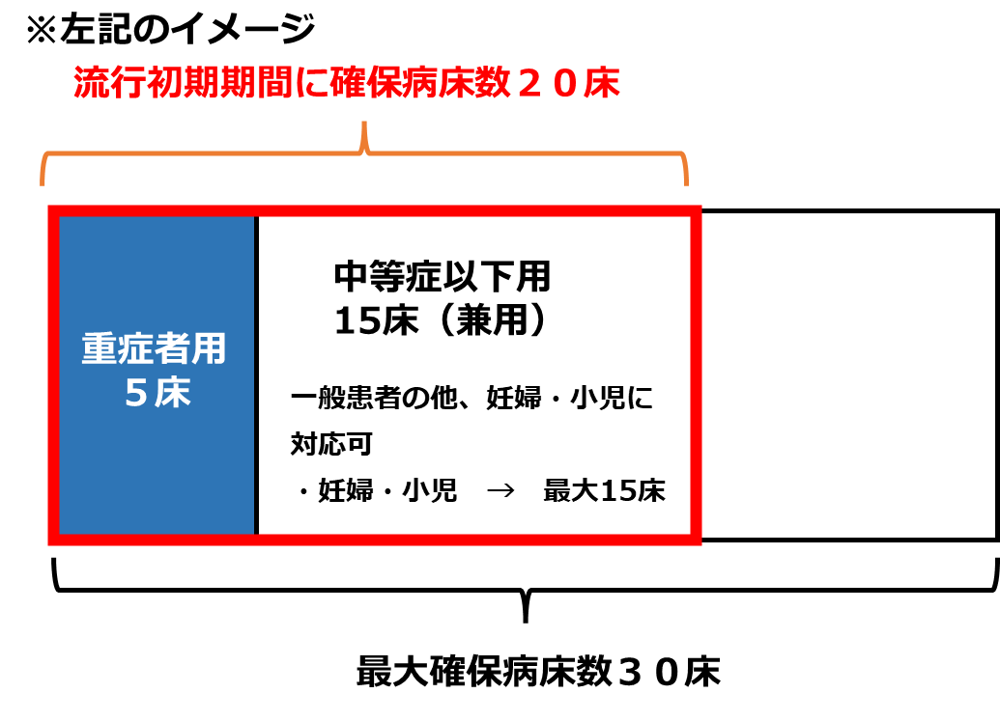 ※左記のイメージ
流行初期期間に確保病床数２０床
重症者用
５床
中等症以下用
15床（兼用）
一般患者の他、妊婦・小児に
対応可
・妊婦・小児　→　最大15床
最大確保病床数３０床